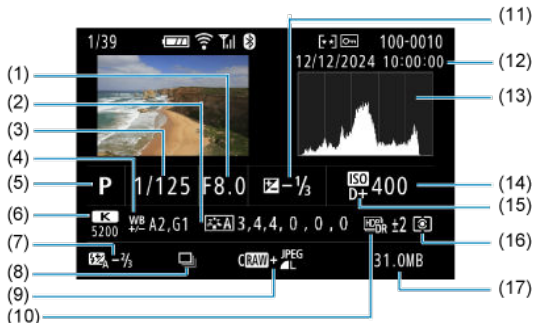 (11)
1/39 100-0010
(1) 12/12/2024 10:00:00 (12)
(2) (13)
(3)
(4)
(5) P 1/125 F8.0 -1/3 ISO D+ 400 (14)
(15)
(6) K 5200 WB +/- A2,G1 A 3,4,4,0,0,0 HDR ±2
(7) (16)
A -2/3 CRAW+ JPEG L 31.0MB
(8)
(9) (17)
(10)